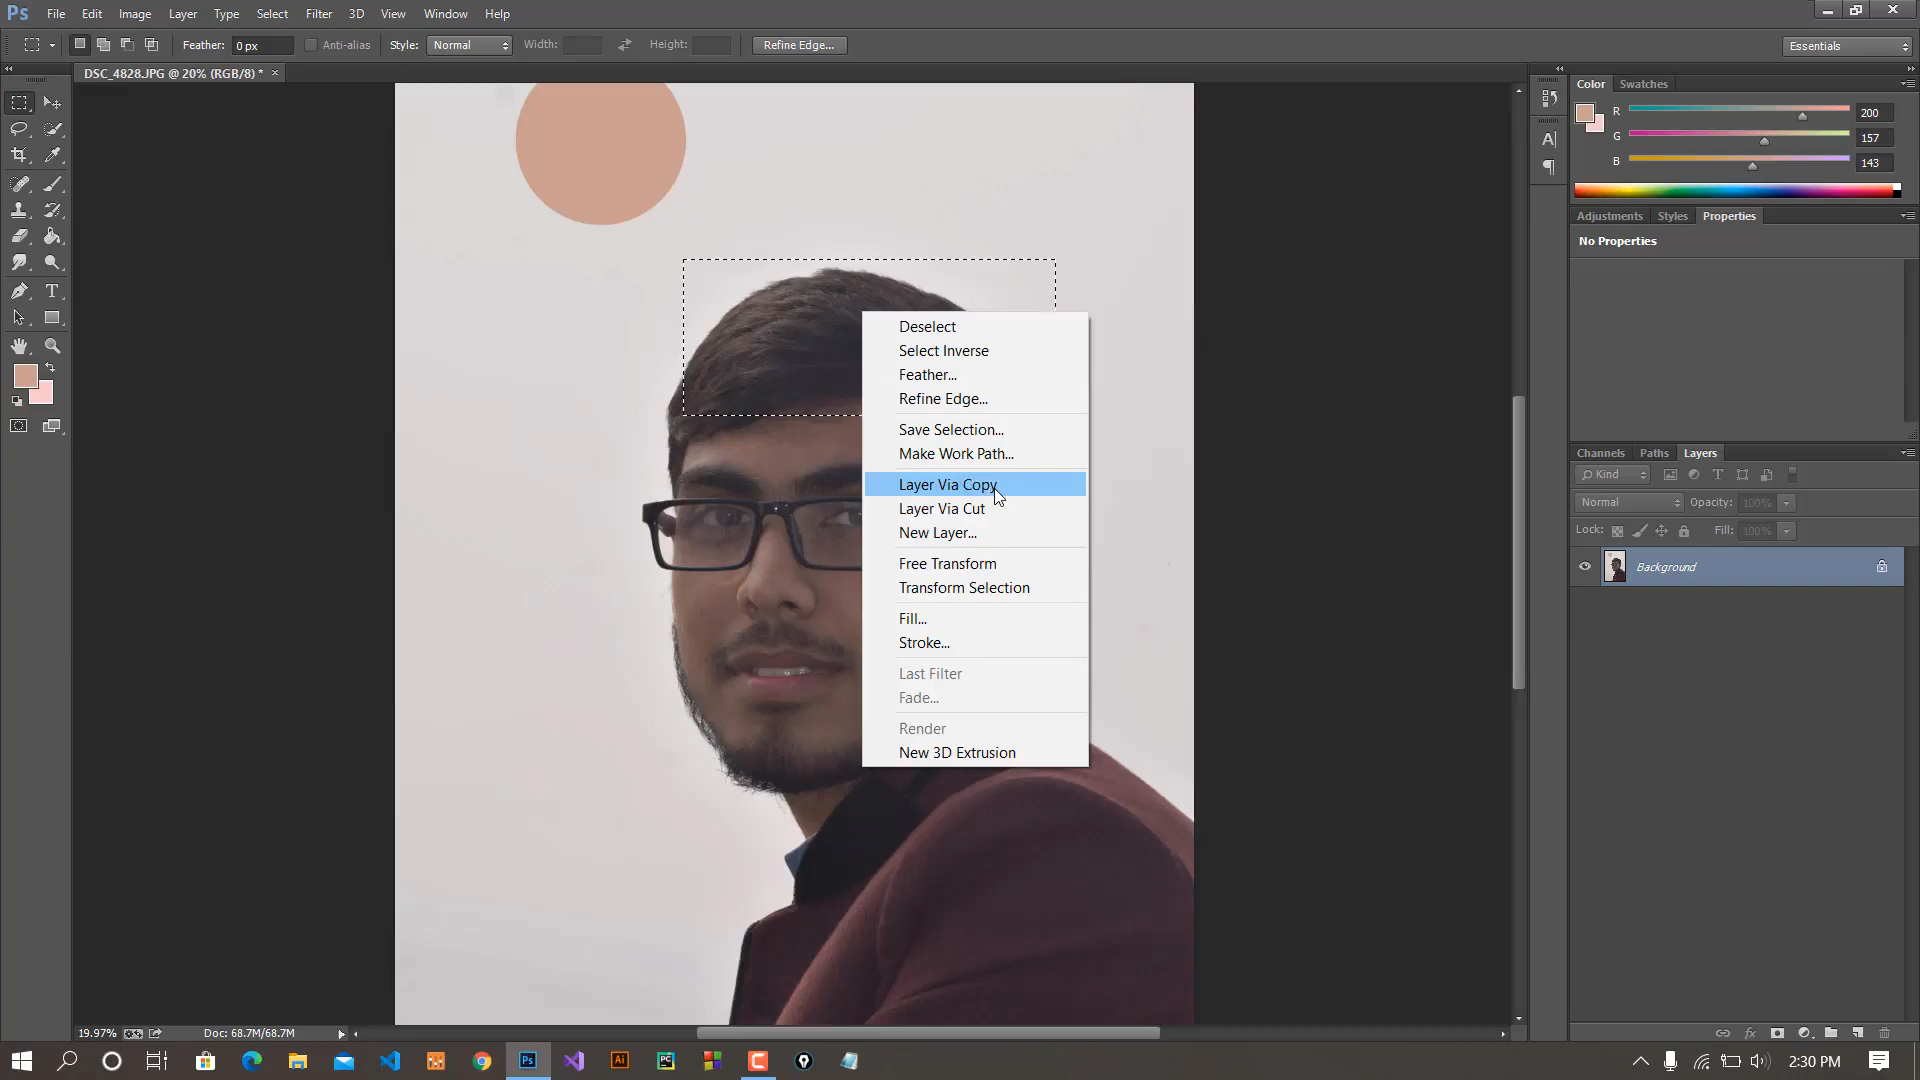 Ps File Edit Image Layer Type Select Filter 3D View Window Help
Feather: 0 px Anti-alias Style: Normal Width: Height: Refine Edge... Essentials
DSC_4828.JPG @ 20% (RGB/8) * ×
Color Swatches
R 200
G 157
B 143
Adjustments Styles Properties
No Properties
Deselect
Select Inverse
Feather...
Refine Edge...
Save Selection...
Make Work Path...
Layer Via Copy
Layer Via Cut
New Layer...
Free Transform
Transform Selection
Fill...
Stroke...
Last Filter
Fade...
Render
New 3D Extrusion
Channels Paths Layers
Kind
Normal Opacity: 100%
Lock: Fill: 100%
Background
19.97% Doc: 68.7M/68.7M
2:30 PM